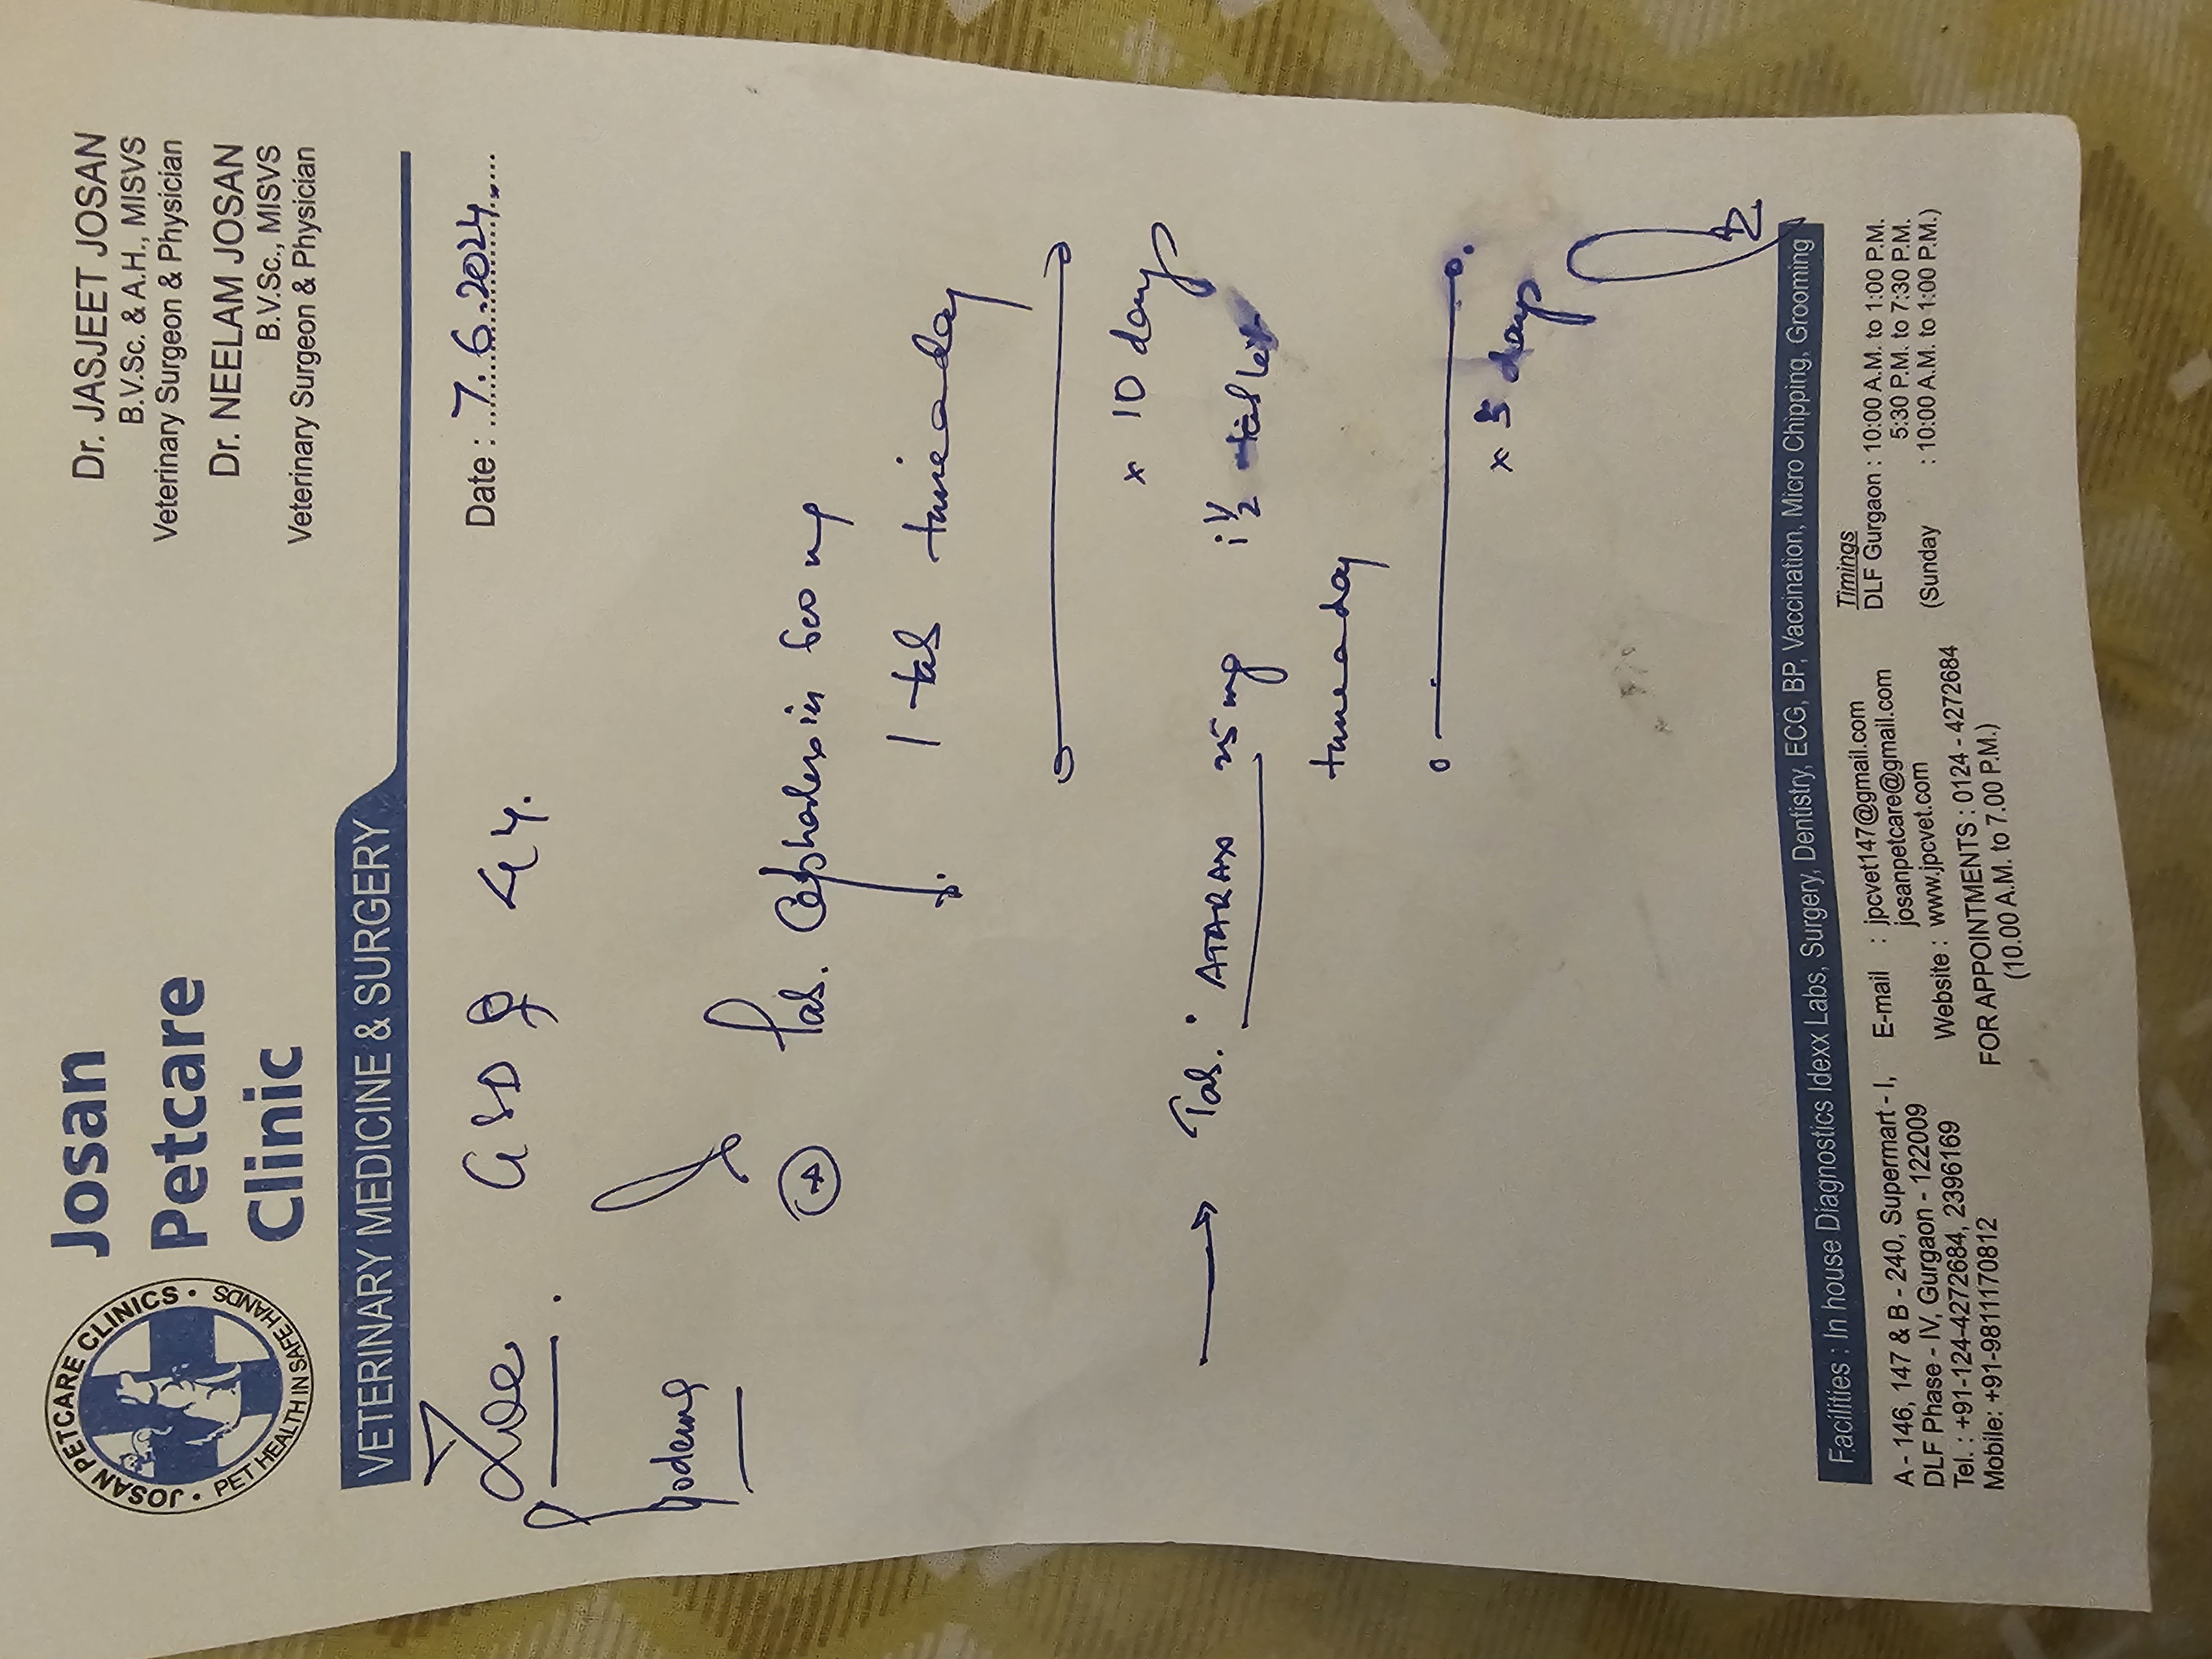 JOSAN PETCARE CLINICS • PET HEALTH IN SAFE HANDS •
Josan
Petcare
Clinic
Dr. JASJEET JOSAN
B.V.Sc. & A.H., MISVS
Veterinary Surgeon & Physician
Dr. NEELAM JOSAN
B.V.Sc., MISVS
Veterinary Surgeon & Physician
VETERINARY MEDICINE & SURGERY
Date : 7.6.2024
Zoe. GSD ♀ 4y.
Tab. Cephalexin 600 mg
1 tab twice a day
x 10 days
→ Tab. ATARAX 25 mg 1 1/2 tablet
twice a day
x 5 days
Facilities : In house Diagnostics Idexx Labs, Surgery, Dentistry, ECG, BP, Vaccination, Micro Chipping, Grooming
A - 146, 147 & B - 240, Supermart - I,
DLF Phase - IV, Gurgaon - 122009
Tel. : +91-124-4272684, 2396169
Mobile: +91-9811170812
E-mail : jpcvet147@gmail.com
josanpetcare@gmail.com
Website : www.jpcvet.com
FOR APPOINTMENTS : 0124 - 4272684
(10.00 A.M. to 7.00 P.M.)
Timings
DLF Gurgaon : 10:00 A.M. to 1:00 P.M.
5:30 P.M. to 7:30 P.M.
(Sunday : 10:00 A.M. to 1:00 P.M.)